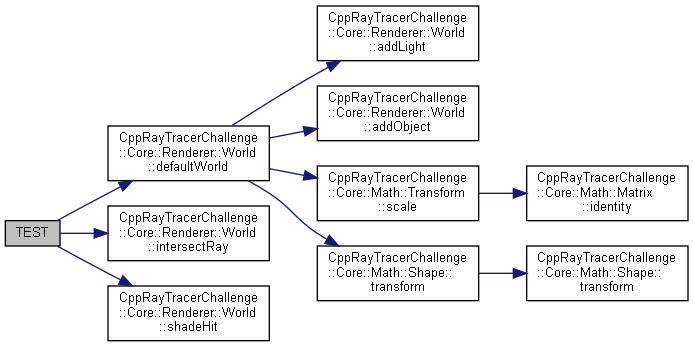 CppRayTracerChallenge
::Core::Renderer::World
::addLight
CppRayTracerChallenge
::Core::Renderer::World
::addObject
CppRayTracerChallenge
::Core::Renderer::World
::defaultWorld
CppRayTracerChallenge
::Core::Math::Transform
::scale
CppRayTracerChallenge
::Core::Math::Matrix
::identity
TEST
CppRayTracerChallenge
::Core::Renderer::World
::intersectRay
CppRayTracerChallenge
::Core::Math::Shape::
transform
CppRayTracerChallenge
::Core::Math::Shape::
transform
CppRayTracerChallenge
::Core::Renderer::World
::shadeHit